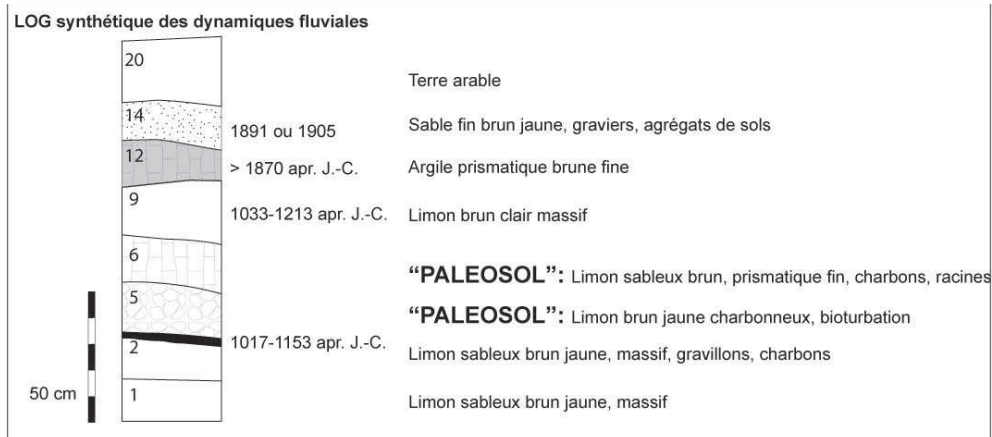 LOG synthétique des dynamiques fluviales
20
Terre arable
14
1891 ou 1905
Sable fin brun jaune, graviers, agrégats de sols
12
> 1870 apr. J.-C.
Argile prismatique brune fine
9
1033-1213 apr. J.-C.
Limon brun clair massif
6
“PALEOSOL”: Limon sableux brun, prismatique fin, charbons, racines
5
“PALEOSOL”: Limon brun jaune charbonneux, bioturbation
2
1017-1153 apr. J.-C.
Limon sableux brun jaune, massif, gravillons, charbons
50 cm
1
Limon sableux brun jaune, massif